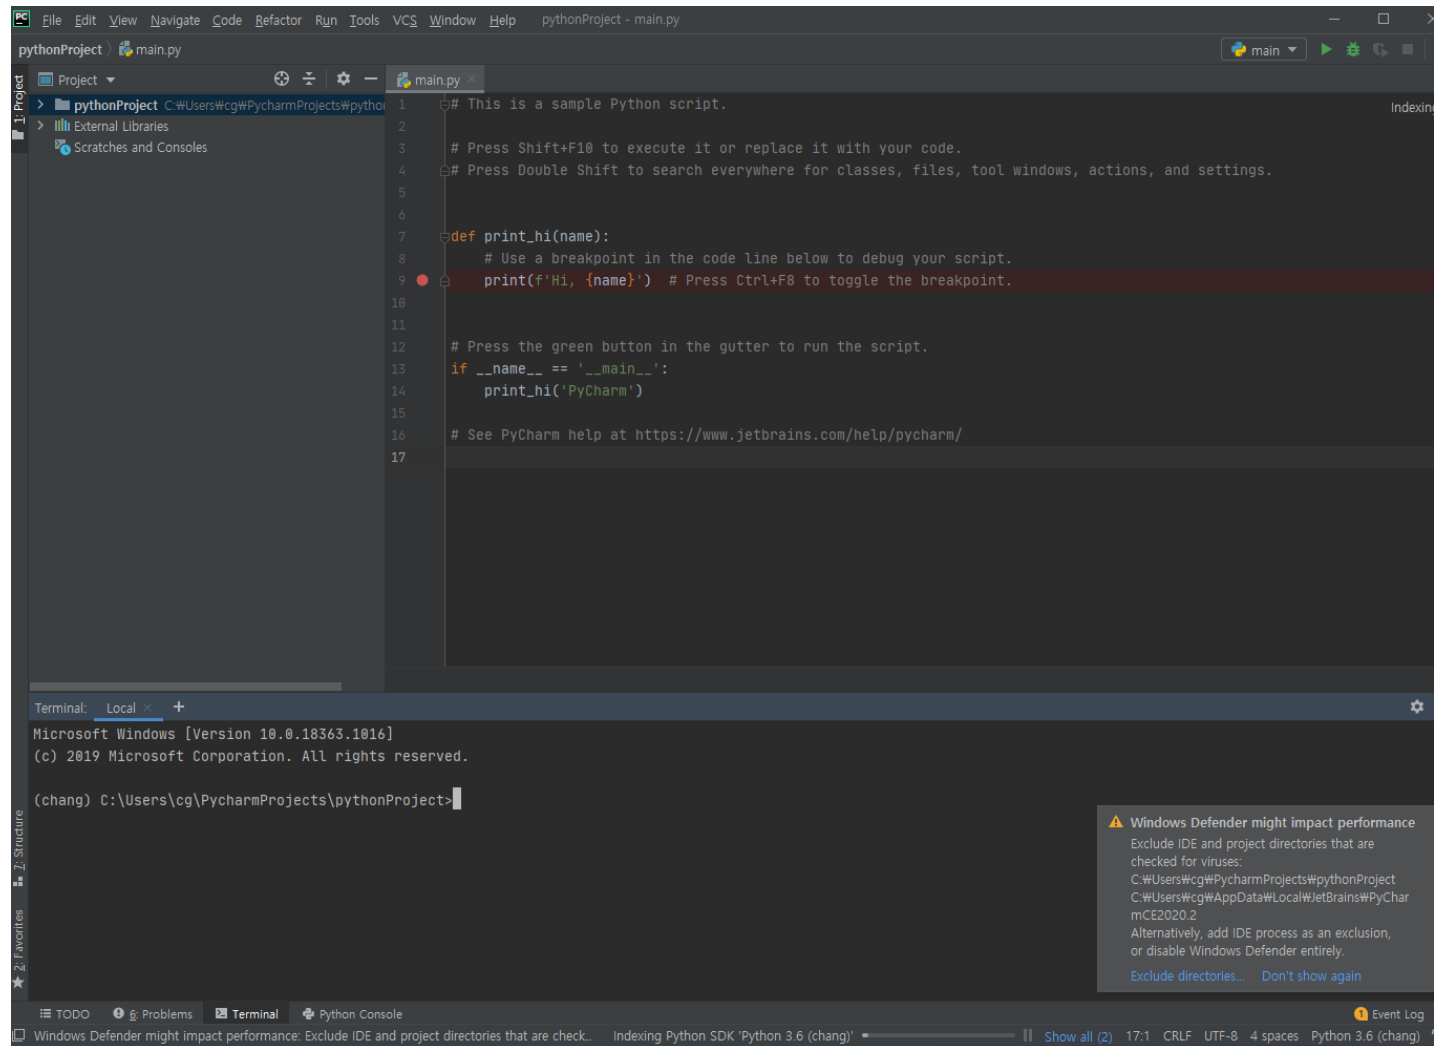 PC File Edit View Navigate Code Refactor Run Tools VCS Window Help pythonProject - main.py
pythonProject main.py main
Project main.py
1: Project
pythonProject C:₩Users₩cg₩PycharmProjects₩pytho
External Libraries
Scratches and Consoles
Indexing
1 # This is a sample Python script.
2
3 # Press Shift+F10 to execute it or replace it with your code.
4 # Press Double Shift to search everywhere for classes, files, tool windows, actions, and settings.
5
6
7 def print_hi(name):
8 # Use a breakpoint in the code line below to debug your script.
9 print(f'Hi, {name}') # Press Ctrl+F8 to toggle the breakpoint.
10
11
12 # Press the green button in the gutter to run the script.
13 if __name__ == '__main__':
14 print_hi('PyCharm')
15
16 # See PyCharm help at https://www.jetbrains.com/help/pycharm/
17
Terminal: Local × +
Microsoft Windows [Version 10.0.18363.1016]
(c) 2019 Microsoft Corporation. All rights reserved.
(chang) C:\Users\cg\PycharmProjects\pythonProject>
7: Structure
2: Favorites
Windows Defender might impact performance
Exclude IDE and project directories that are
checked for viruses:
C:₩Users₩cg₩PycharmProjects₩pythonProject
C:₩Users₩cg₩AppData₩Local₩JetBrains₩PyChar
mCE2020.2
Alternatively, add IDE process as an exclusion,
or disable Windows Defender entirely.
Exclude directories... Don't show again
TODO 6: Problems Terminal Python Console 1 Event Log
Windows Defender might impact performance: Exclude IDE and project directories that are check.. Indexing Python SDK 'Python 3.6 (chang)' Show all (2) 17:1 CRLF UTF-8 4 spaces Python 3.6 (chang)